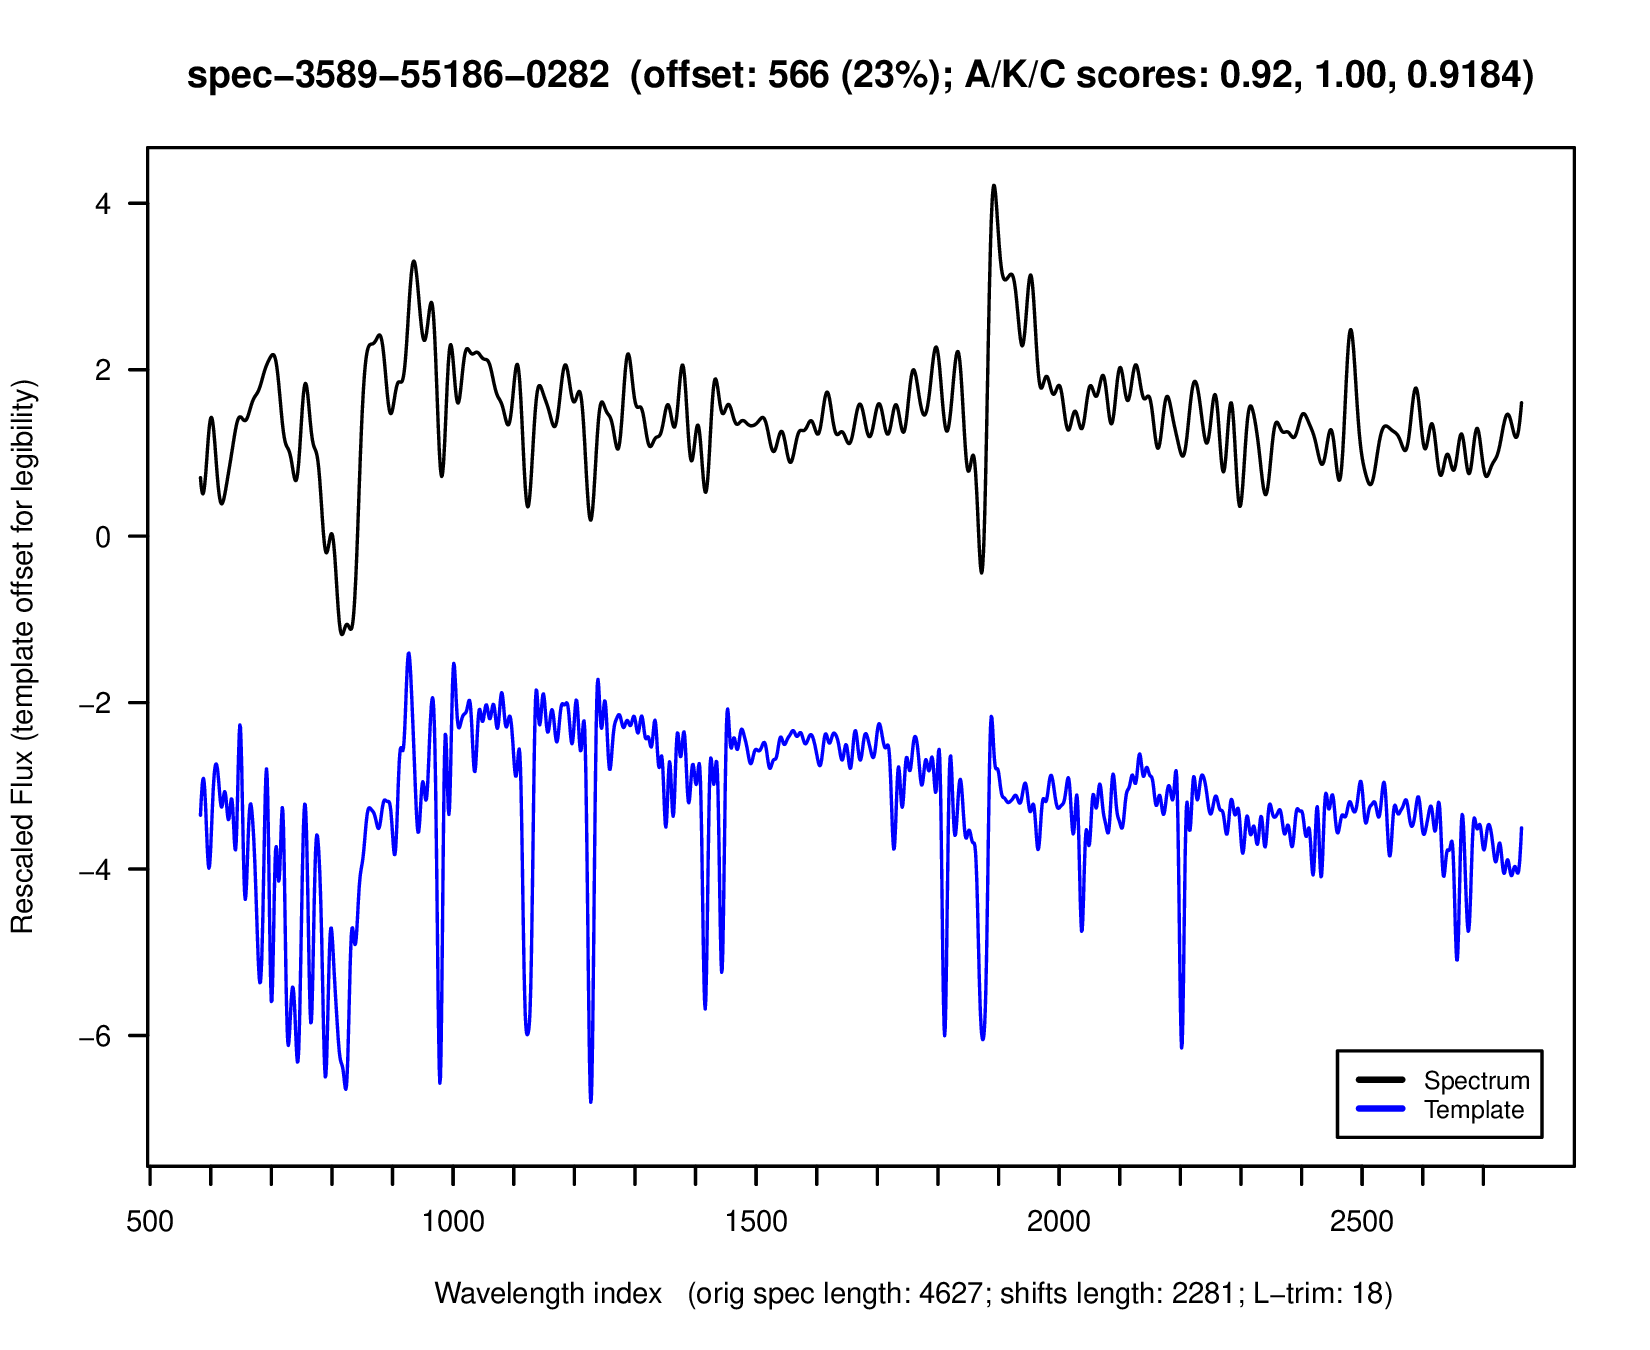 spec−3589−55186−0282 (offset: 566 (23%); A/K/C scores: 0.92, 1.00, 0.9184)
Rescaled Flux (template offset for legibility)
4
2
0
−2
−4
−6
Spectrum
Template
500 1000 1500 2000 2500
Wavelength index (orig spec length: 4627; shifts length: 2281; L−trim: 18)